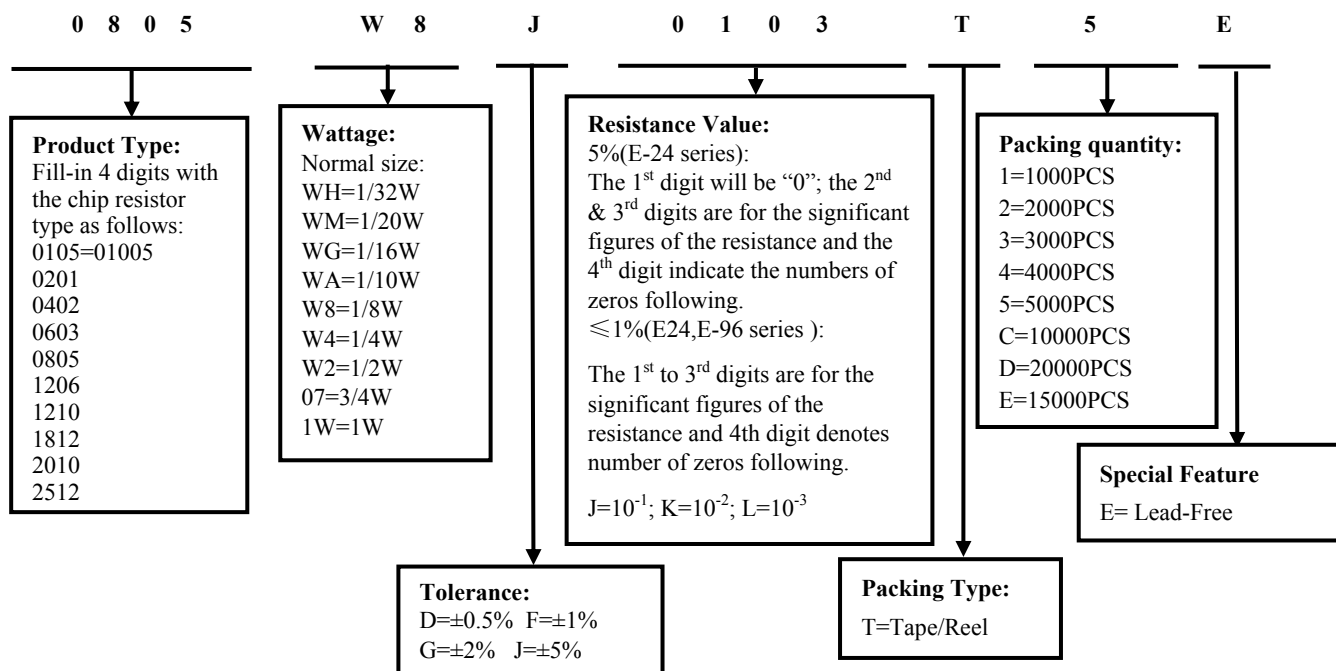 0 8 0 5 W 8 J 0 1 0 3 T 5 E
Product Type:
Fill-in 4 digits with
the chip resistor
type as follows:
0105=01005
0201
0402
0603
0805
1206
1210
1812
2010
2512
Wattage:
Normal size:
WH=1/32W
WM=1/20W
WG=1/16W
WA=1/10W
W8=1/8W
W4=1/4W
W2=1/2W
07=3/4W
1W=1W
Tolerance:
D=±0.5% F=±1%
G=±2% J=±5%
Resistance Value:
5%(E-24 series):
The 1st digit will be “0”; the 2nd
& 3rd digits are for the significant
figures of the resistance and the
4th digit indicate the numbers of
zeros following.
≤1%(E24,E-96 series ):
The 1st to 3rd digits are for the
significant figures of the
resistance and 4th digit denotes
number of zeros following.
J=10-1; K=10-2; L=10-3
Packing Type:
T=Tape/Reel
Packing quantity:
1=1000PCS
2=2000PCS
3=3000PCS
4=4000PCS
5=5000PCS
C=10000PCS
D=20000PCS
E=15000PCS
Special Feature
E= Lead-Free